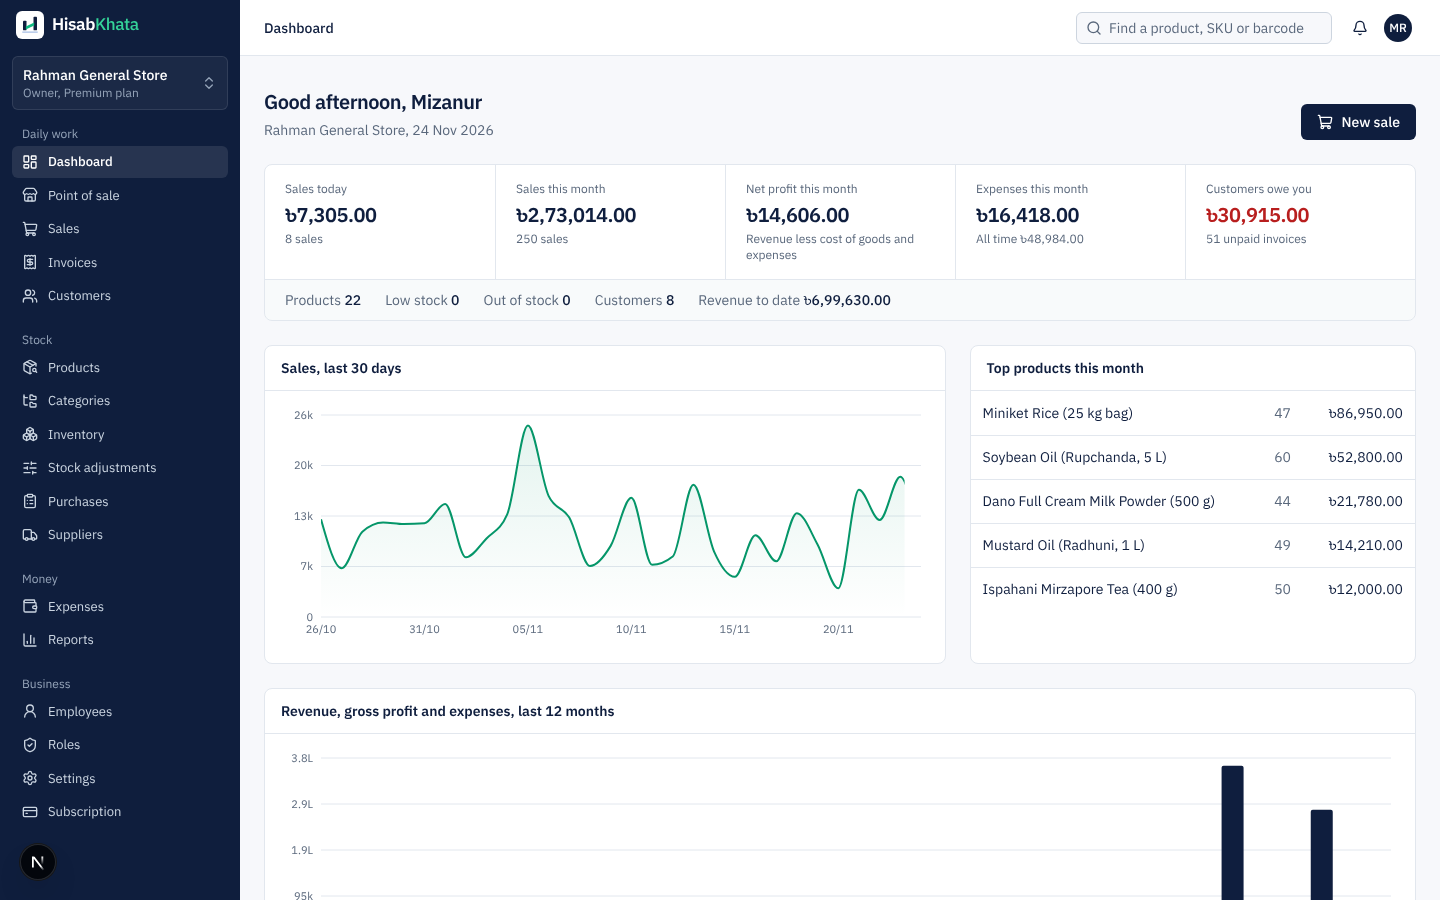 HisabKhata
Rahman General Store
Owner, Premium plan
Daily work
Dashboard
Point of sale
Sales
Invoices
Customers
Stock
Products
Categories
Inventory
Stock adjustments
Purchases
Suppliers
Money
Expenses
Reports
Business
Employees
Roles
Settings
Subscription
N
Dashboard
Find a product, SKU or barcode
MR
Good afternoon, Mizanur
Rahman General Store, 24 Nov 2026
New sale
Sales today
৳7,305.00
8 sales
Sales this month
৳2,73,014.00
250 sales
Net profit this month
৳14,606.00
Revenue less cost of goods and
expenses
Expenses this month
৳16,418.00
All time ৳48,984.00
Customers owe you
৳30,915.00
51 unpaid invoices
Products 22 Low stock 0 Out of stock 0 Customers 8 Revenue to date ৳6,99,630.00
Sales, last 30 days
26k
20k
13k
7k
0
26/10 31/10 05/11 10/11 15/11 20/11
Top products this month
Miniket Rice (25 kg bag) 47 ৳86,950.00
Soybean Oil (Rupchanda, 5 L) 60 ৳52,800.00
Dano Full Cream Milk Powder (500 g) 44 ৳21,780.00
Mustard Oil (Radhuni, 1 L) 49 ৳14,210.00
Ispahani Mirzapore Tea (400 g) 50 ৳12,000.00
Revenue, gross profit and expenses, last 12 months
3.8L
2.9L
1.9L
95k